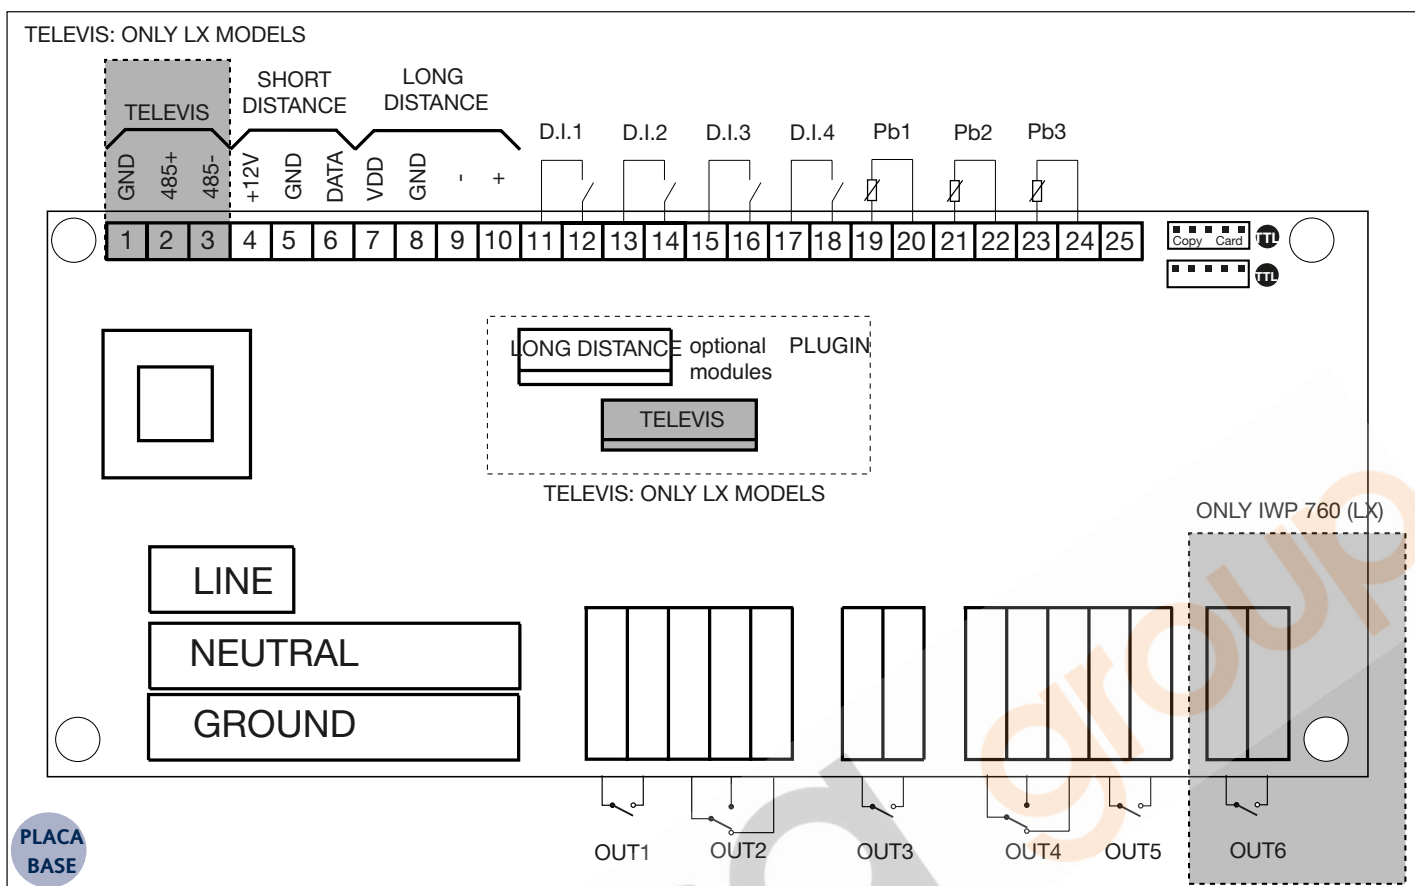 TELEVIS: ONLY LX MODELS
SHORT DISTANCE
LONG DISTANCE
TELEVIS
D.I.1 D.I.2 D.I.3 D.I.4 Pb1 Pb2 Pb3
GND 485+ 485- +12V GND DATA VDD GND - +
1 2 3 4 5 6 7 8 9 10 11 12 13 14 15 16 17 18 19 20 21 22 23 24 25
Copy Card TTL
TTL
LONG DISTANCE optional modules PLUGIN
TELEVIS
TELEVIS: ONLY LX MODELS
ONLY IWP 760 (LX)
LINE
NEUTRAL
GROUND
OUT1 OUT2 OUT3 OUT4 OUT5 OUT6
PLACA
BASE
group